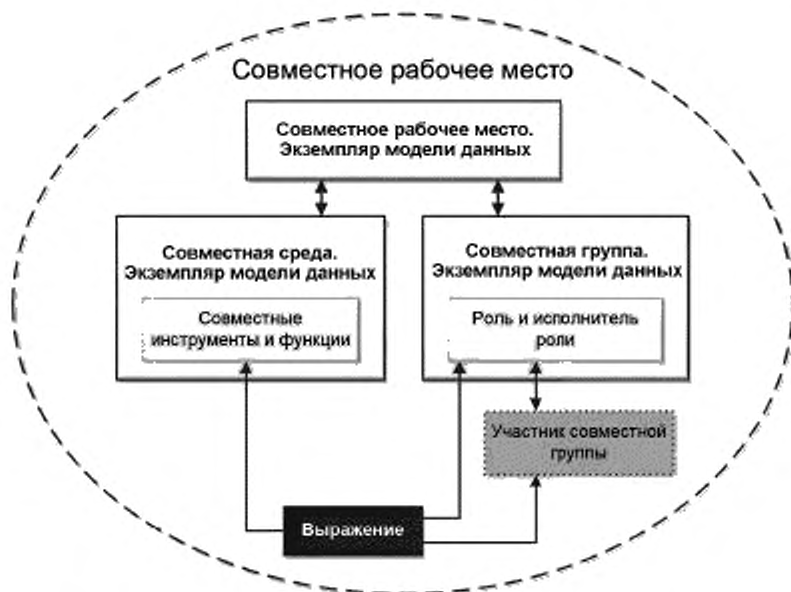 Совместное рабочее место
Совместное рабочее место.
Экземпляр модели данных
Совместная среда.
Экземпляр модели данных
Совместные
инструменты и функции
Совместная группа.
Экземпляр модели данных
Роль и исполнитель
роли
Участник совместной
группы
Выражение